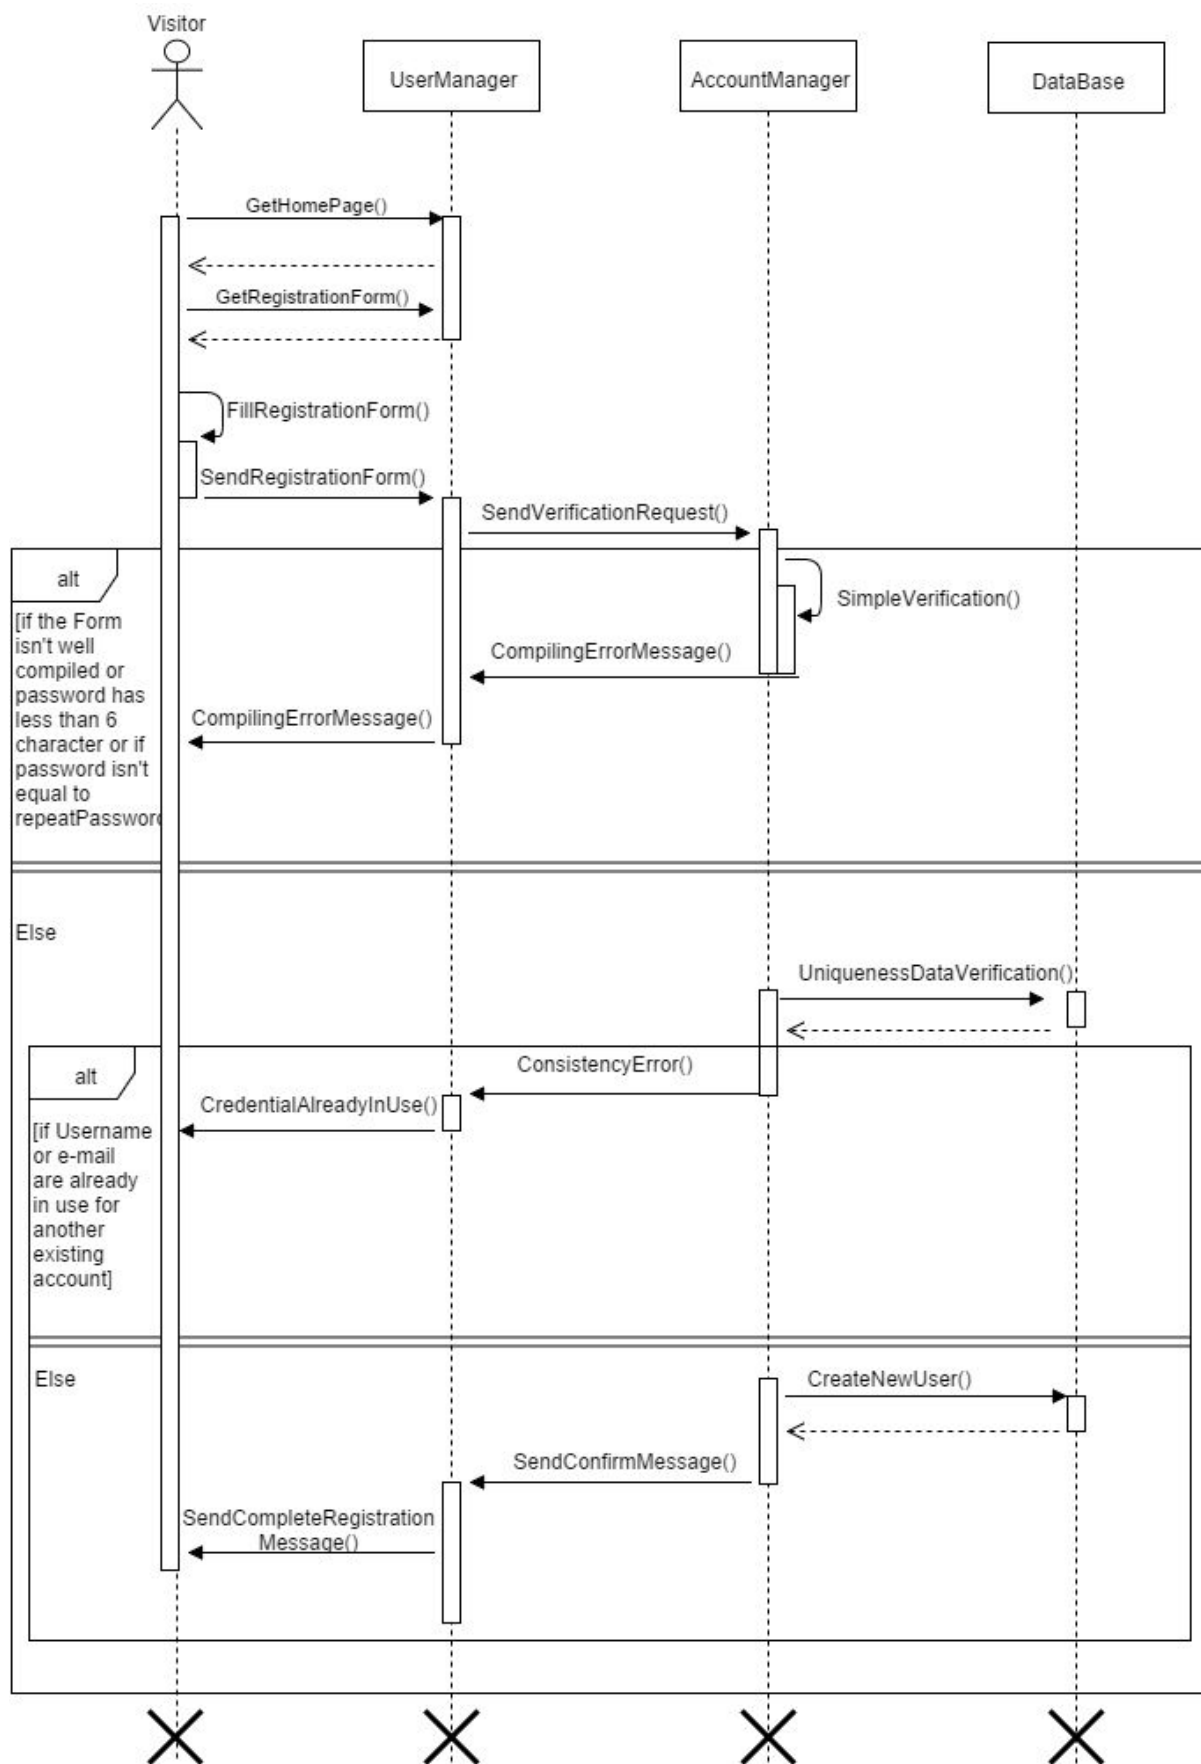 Visitor
UserManager
AccountManager
DataBase
GetHomePage()
GetRegistrationForm()
FillRegistrationForm()
SendRegistrationForm()
SendVerificationRequest()
alt
SimpleVerification()
[if the Form
isn't well
compiled or
password has
less than 6
character or if
password isn't
equal to
repeatPassword
CompilingErrorMessage()
CompilingErrorMessage()
Else
UniquenessDataVerification()
alt
ConsistencyError()
CredentialAlreadyInUse()
[if Username
or e-mail
are already
in use for
another
existing
account]
Else
CreateNewUser()
SendConfirmMessage()
SendCompleteRegistration
Message()